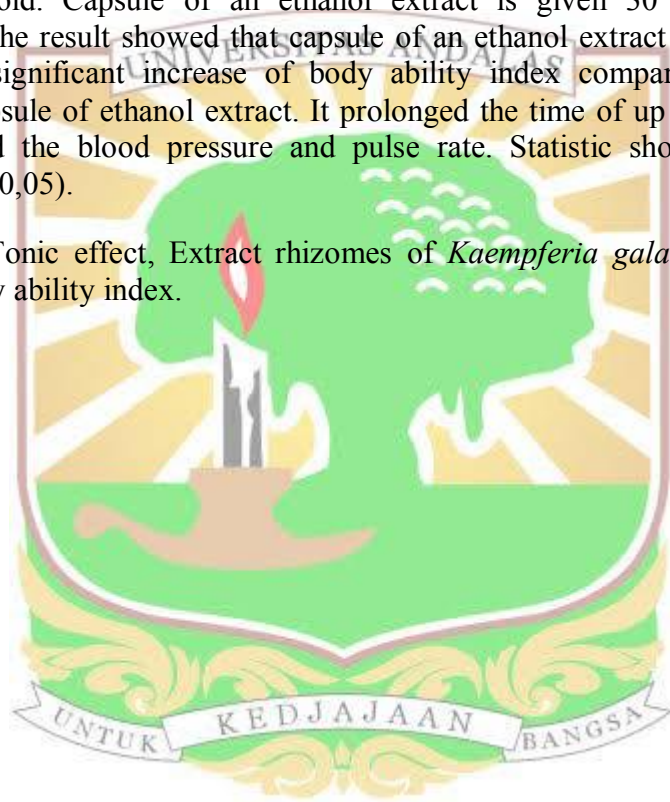 Capsule of an ethanol extract is given 30
he result showed that capsule of an ethanol extract
significant increase of body ability index compar
sule of ethanol extract. It prolonged the time of up
the blood pressure and pulse rate. Statistic sho
0,05).
Tonic effect, Extract rhizomes of Kaempferia gala
ability index.
UNIVERSITAS ANDALAS
UNTUK KEDJAJAAN BANGSA